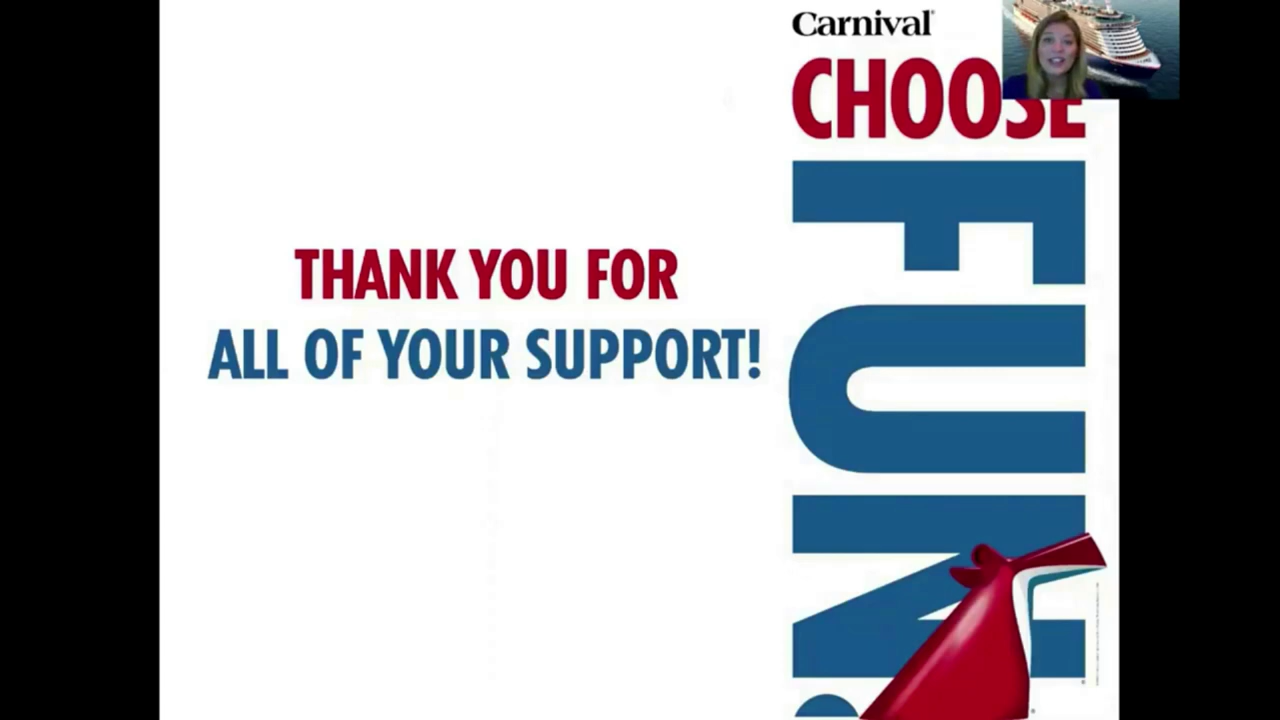 Carnival®
CHOOSE
FUN.
THANK YOU FOR
ALL OF YOUR SUPPORT!